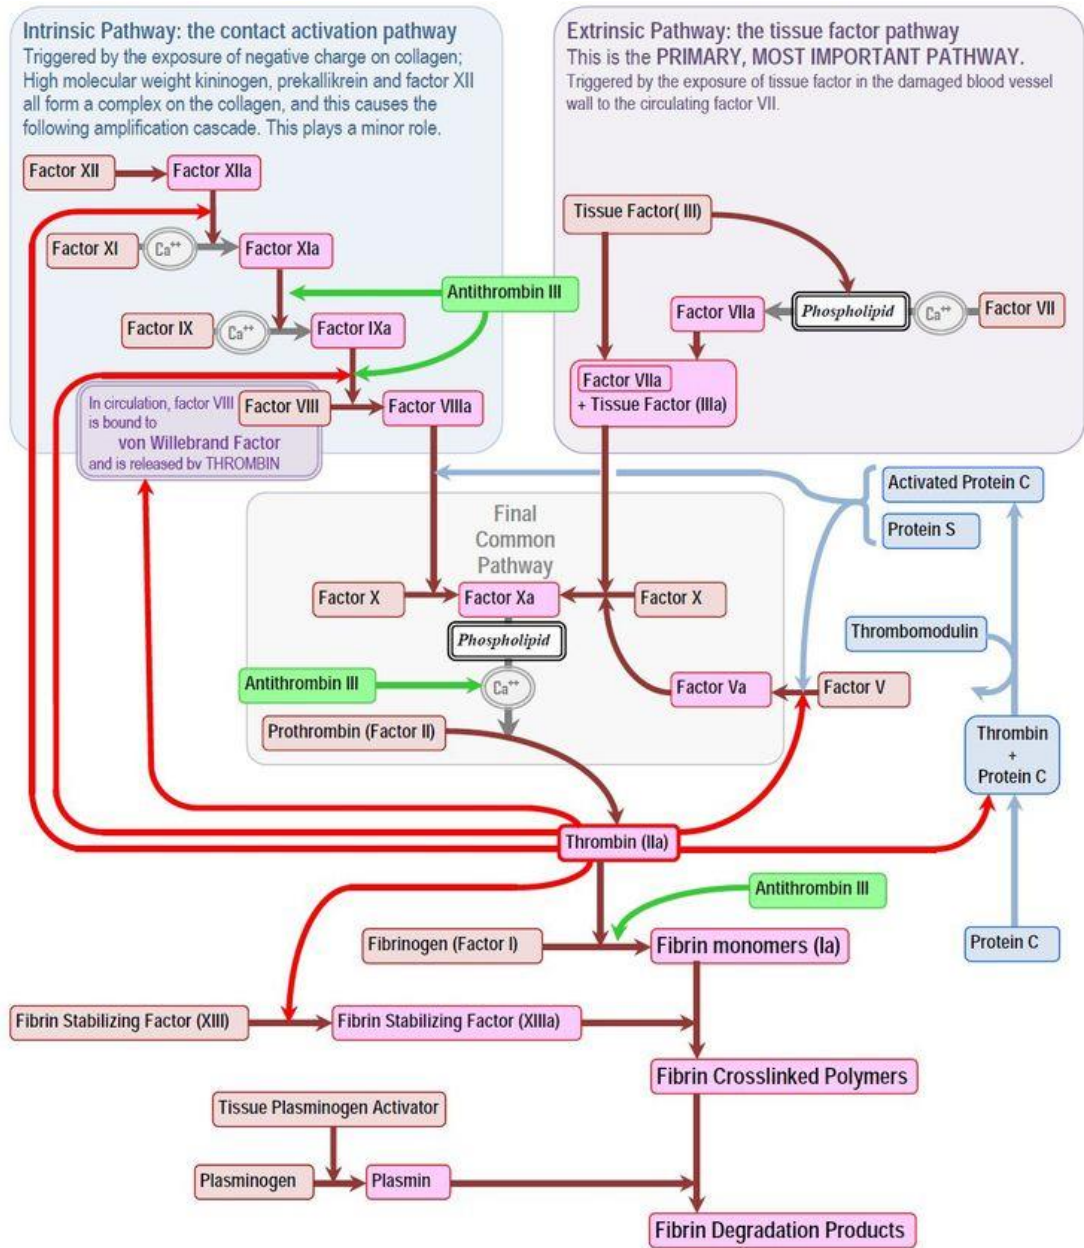 Intrinsic Pathway: the contact activation pathway
Triggered by the exposure of negative charge on collagen;
High molecular weight kininogen, prekallikrein and factor XII
all form a complex on the collagen, and this causes the
following amplification cascade. This plays a minor role.
Extrinsic Pathway: the tissue factor pathway
This is the PRIMARY, MOST IMPORTANT PATHWAY.
Triggered by the exposure of tissue factor in the damaged blood vessel
wall to the circulating factor VII.
Factor XII
Factor XIIa
Factor XI
Ca⁺⁺
Factor XIa
Factor IX
Ca⁺⁺
Factor IXa
Antithrombin III
In circulation, factor VIII
is bound to
von Willebrand Factor
and is released by THROMBIN
Factor VIII
Factor VIIIa
Tissue Factor( III)
Factor VIIa
Phospholipid
Ca⁺⁺
Factor VII
Factor VIIa
+ Tissue Factor (IIIa)
Activated Protein C
Protein S
Final
Common
Pathway
Factor X
Factor Xa
Factor X
Phospholipid
Thrombomodulin
Antithrombin III
Ca⁺⁺
Factor Va
Factor V
Prothrombin (Factor II)
Thrombin
+
Protein C
Thrombin (IIa)
Antithrombin III
Fibrinogen (Factor I)
Fibrin monomers (Ia)
Protein C
Fibrin Stabilizing Factor (XIII)
Fibrin Stabilizing Factor (XIIIa)
Fibrin Crosslinked Polymers
Tissue Plasminogen Activator
Plasminogen
Plasmin
Fibrin Degradation Products